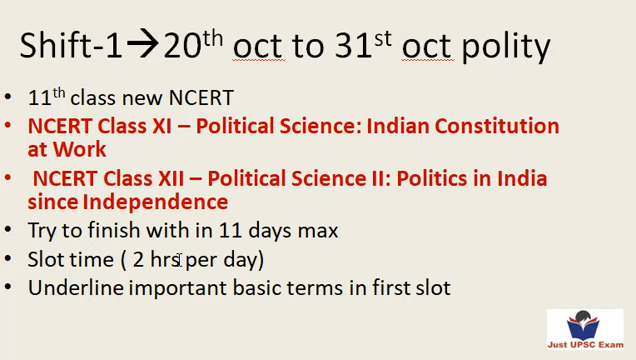 Shift-1→20th oct to 31st oct polity
• 11th class new NCERT
• NCERT Class XI – Political Science: Indian Constitution
at Work
• NCERT Class XII – Political Science II: Politics in India
since Independence
• Try to finish with in 11 days max
• Slot time ( 2 hrs per day)
• Underline important basic terms in first slot
Just UPSC Exam